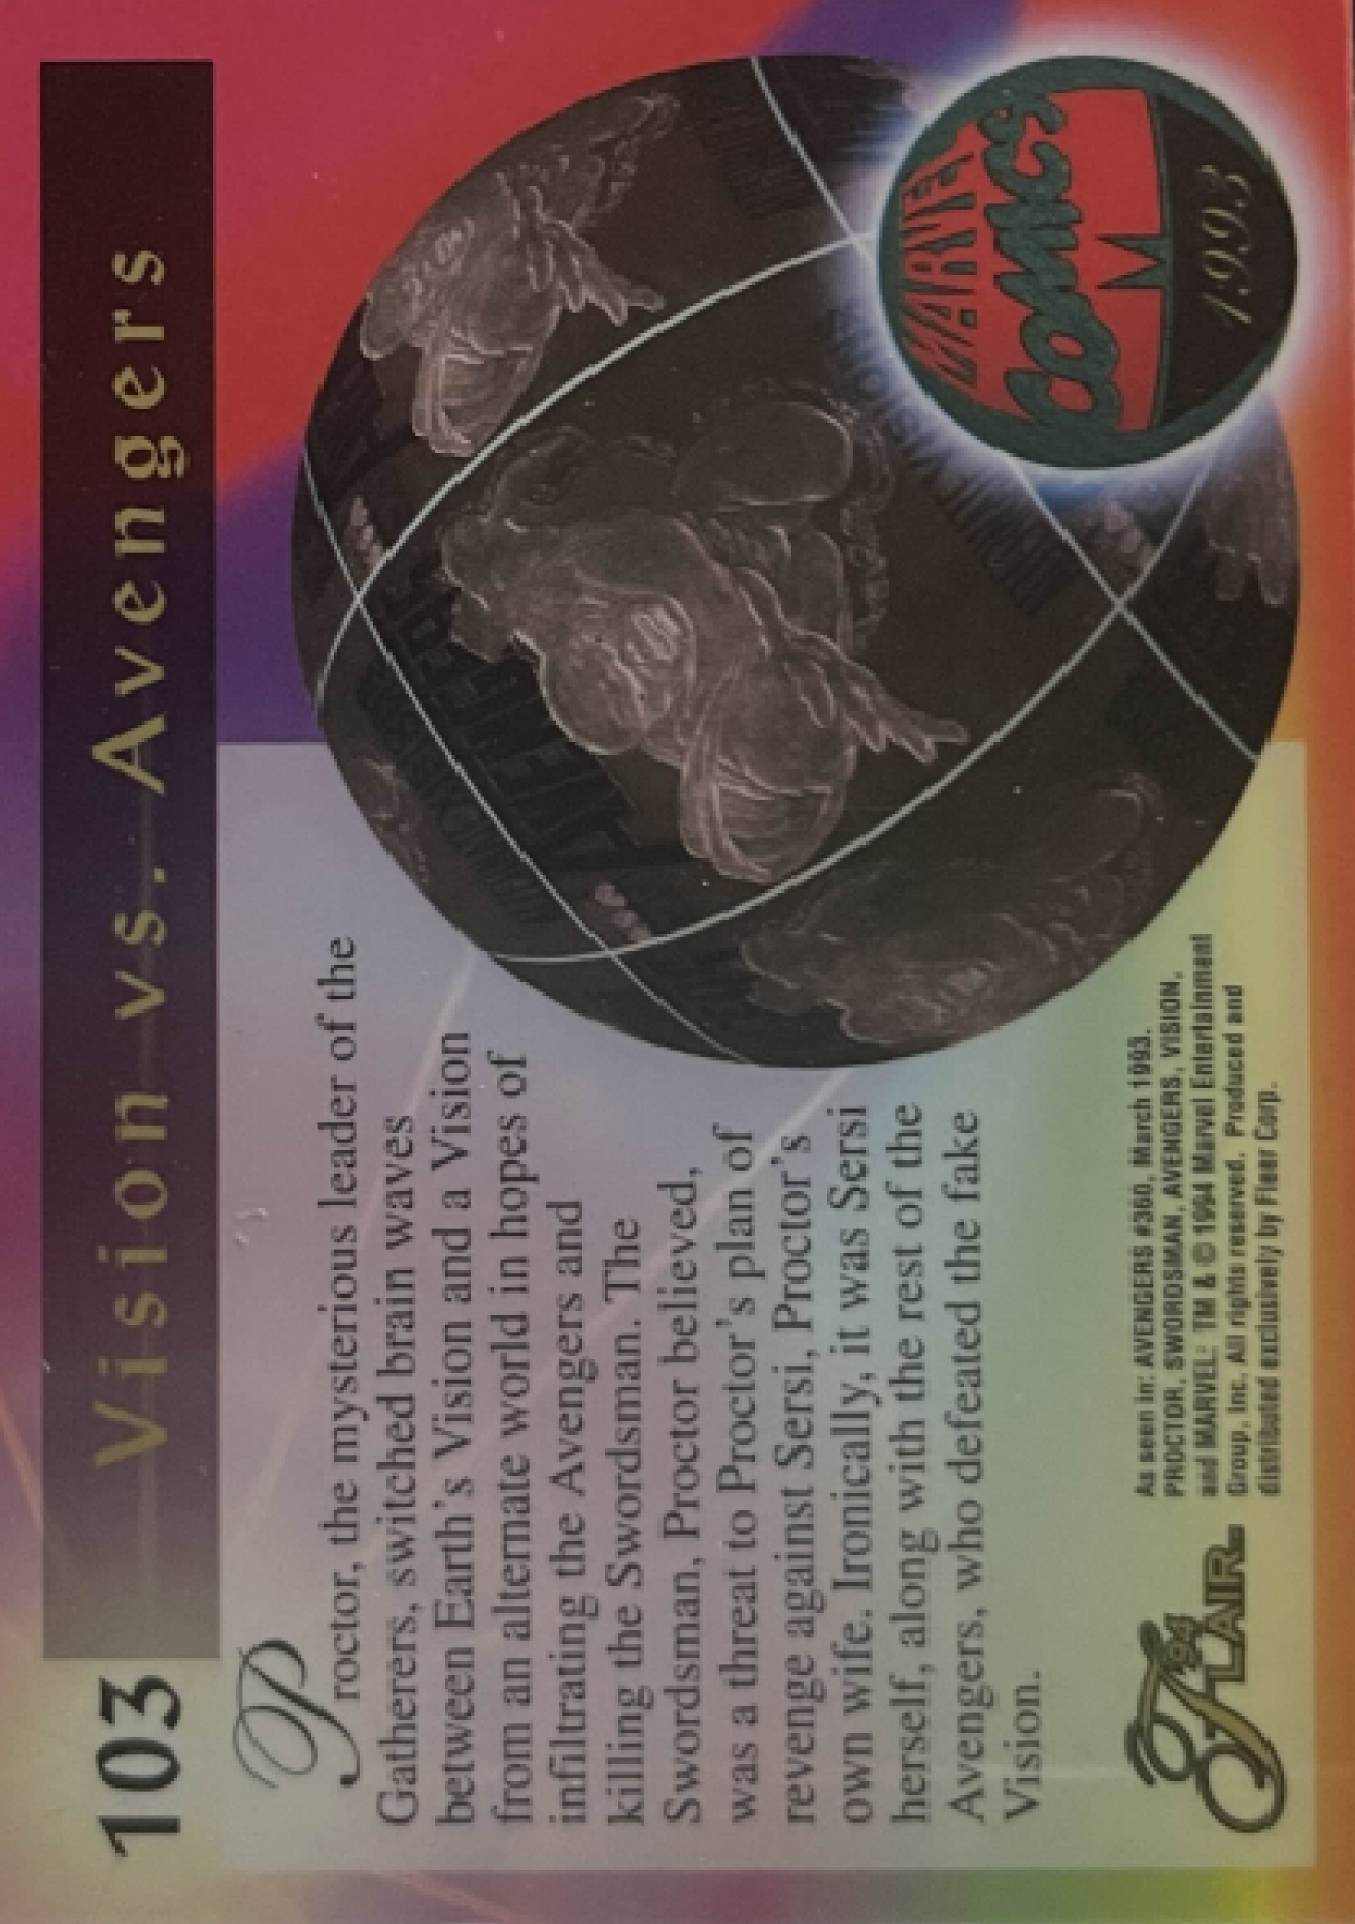 103
Vision vs. Avengers
Proctor, the mysterious leader of the
Gatherers, switched brain waves
between Earth's Vision and a Vision
from an alternate world in hopes of
infiltrating the Avengers and
killing the Swordsman. The
Swordsman, Proctor believed,
was a threat to Proctor's plan of
revenge against Sersi, Proctor's
own wife. Ironically, it was Sersi
herself, along with the rest of the
Avengers, who defeated the fake
Vision.
'94
FLAIR
As seen in: AVENGERS #360, March 1993.
PROCTOR, SWORDSMAN, AVENGERS, VISION,
and MARVEL: TM & © 1994 Marvel Entertainment
Group, Inc. All rights reserved. Produced and
distributed exclusively by Fleer Corp.
AVENGERS
ALTERNATE VISIONS
MARVEL
COMICS
M
1993